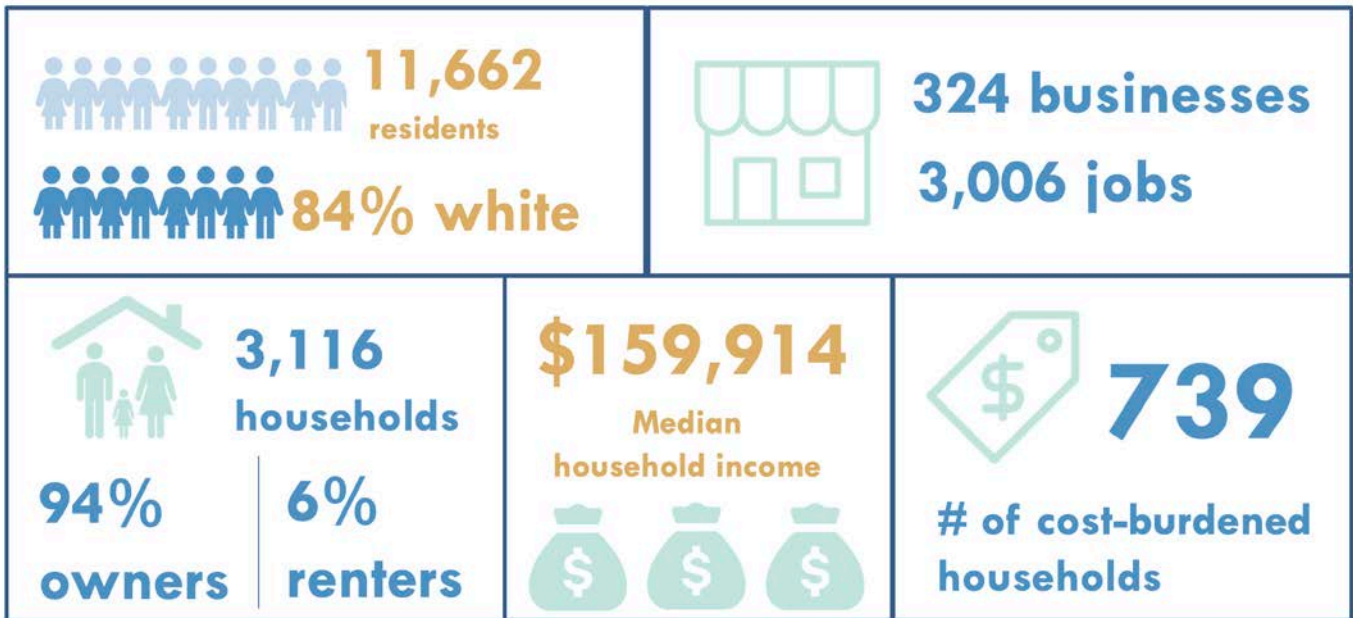 11,662
residents
84% white
324 businesses
3,006 jobs
3,116
households
94%
owners
6%
renters
$159,914
Median
household income
$ $ $
$
739
# of cost-burdened
households